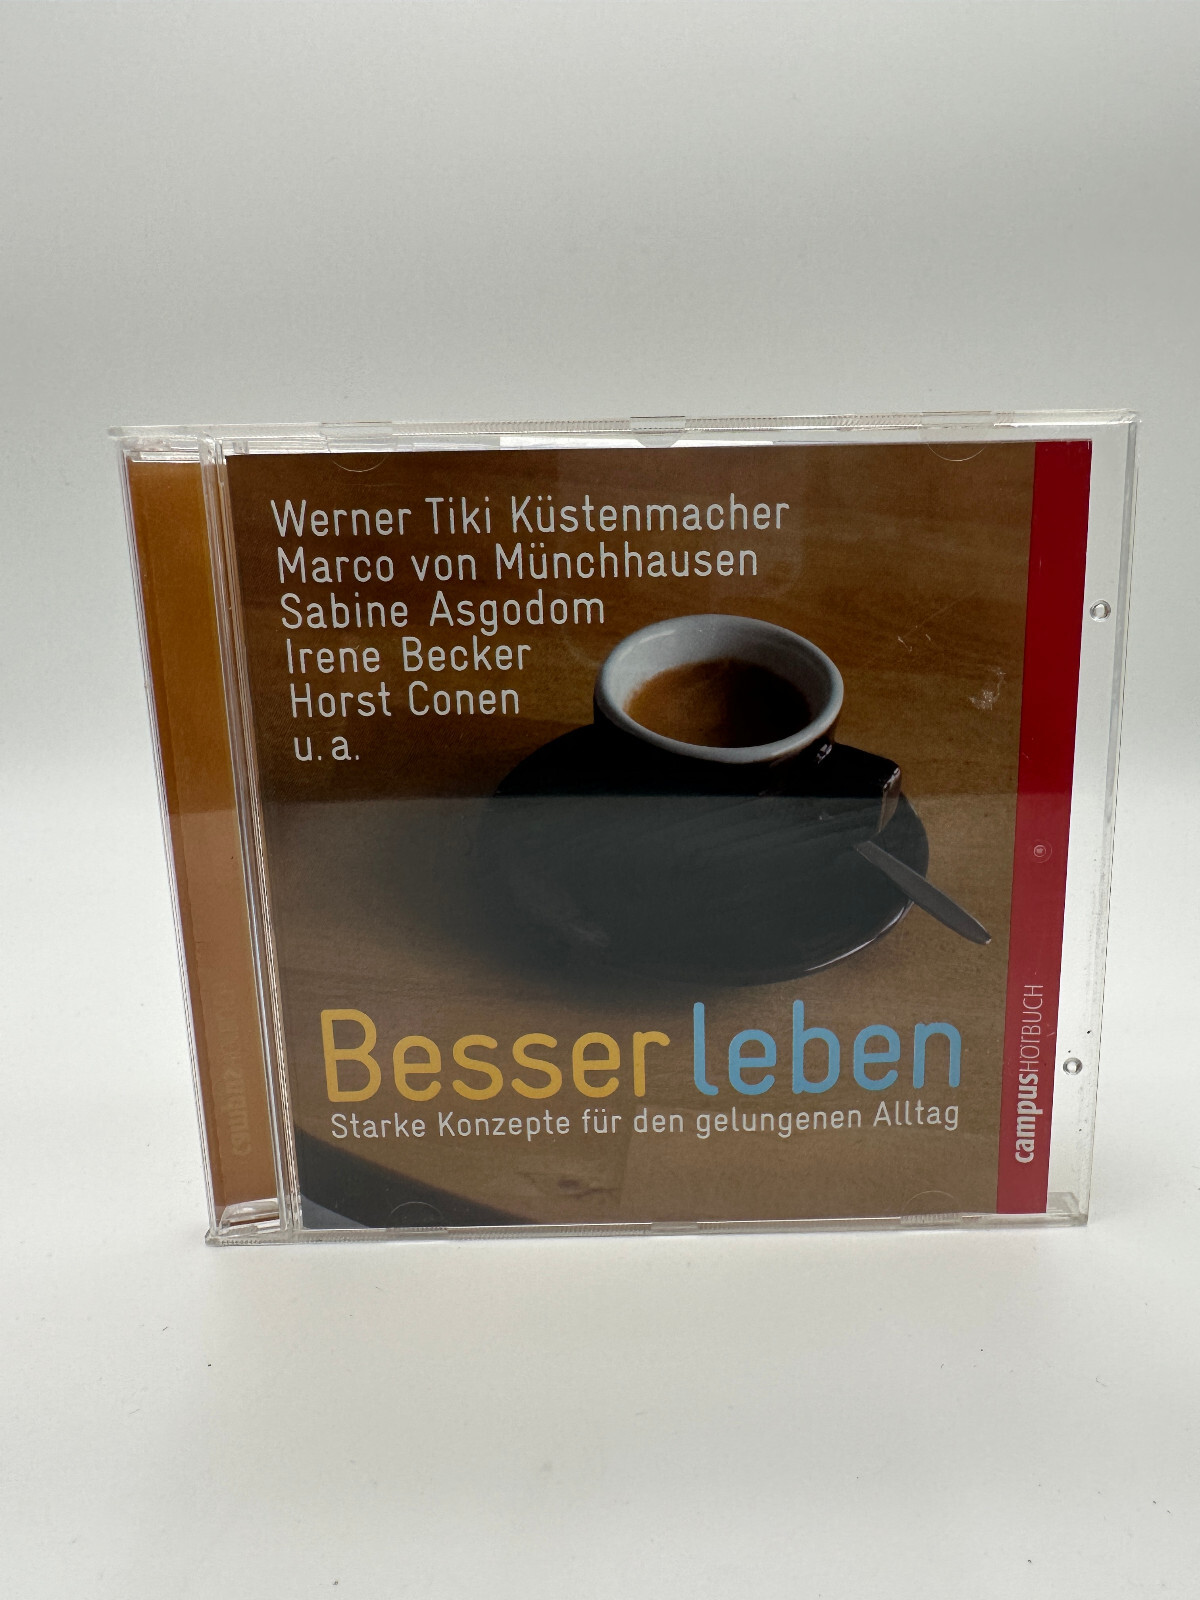 Werner Tiki Küstenmacher
Marco von Münchhausen
Sabine Asgodom
Irene Becker
Horst Conen
u. a.
Besser leben
Starke Konzepte für den gelungenen Alltag
campusHÖRBUCH